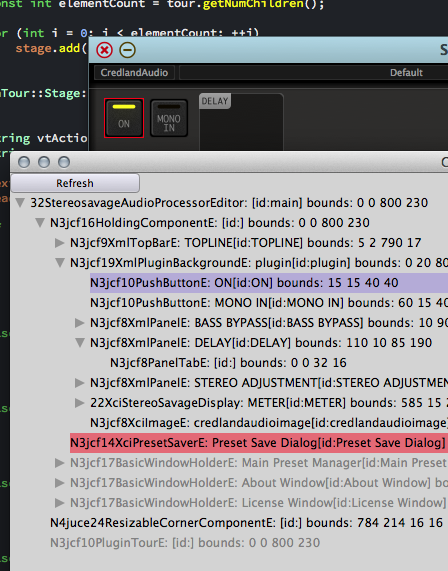 const int elementCount = tour.getNumChildren();
(int i = 0; i < elementCount; ++i)
stage.add(
Tour::Stage:
CredlandAudio
Default
ON
MONO IN
DELAY
string vtActio
Refresh
32StereosavageAudioProcessorEditor: [id:main] bounds: 0 0 800 230
N3jcf16HoldingComponentE: [id:] bounds: 0 0 800 230
N3jcf9XmlTopBarE: TOPLINE[id:TOPLINE] bounds: 5 2 790 17
N3jcf19XmlPluginBackgroundE: plugin[id:plugin] bounds: 0 20 80
N3jcf10PushButtonE: ON[id:ON] bounds: 15 15 40 40
N3jcf10PushButtonE: MONO IN[id:MONO IN] bounds: 60 15 40
N3jcf8XmlPanelE: BASS BYPASS[id:BASS BYPASS] bounds: 10 90
N3jcf8XmlPanelE: DELAY[id:DELAY] bounds: 110 10 85 190
N3jcf8PanelTabE: [id:] bounds: 0 0 32 16
N3jcf8XmlPanelE: STEREO ADJUSTMENT[id:STEREO ADJUSTMENT
22XciStereoSavageDisplay: METER[id:METER] bounds: 585 15 2
N3jcf8XciImageE: credlandaudioimage[id:credlandaudioimage]
N3jcf14XciPresetSaverE: Preset Save Dialog[id:Preset Save Dialog]
N3jcf17BasicWindowHolderE: Main Preset Manager[id:Main Preset
N3jcf17BasicWindowHolderE: About Window[id:About Window] bo
N3jcf17BasicWindowHolderE: License Window[id:License Window]
N4juce24ResizableCornerComponentE: [id:] bounds: 784 214 16 16
N3jcf10PluginTourE: [id:] bounds: 0 0 800 230